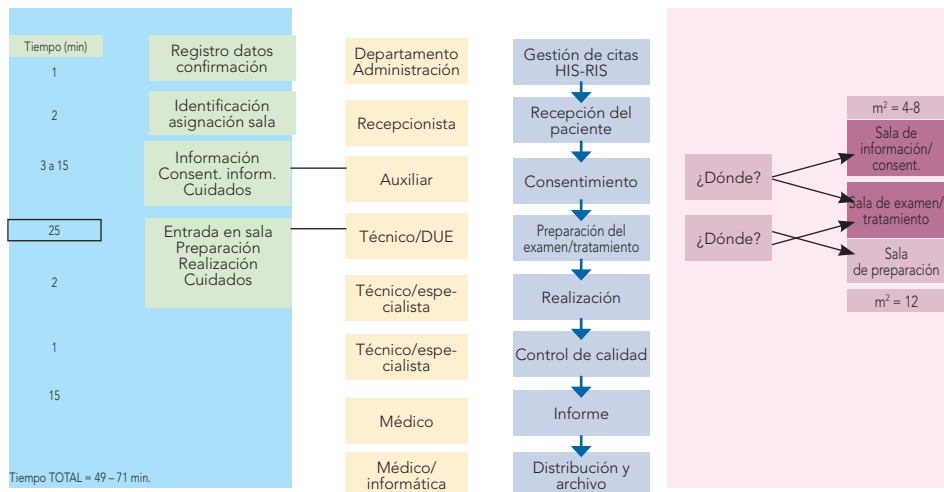 Tiempo (min)
1
2
3 a 15
25
2
1
15
Tiempo TOTAL = 49 – 71 min.
Registro datos
confirmación
Identificación
asignación sala
Información
Consent. inform.
Cuidados
Entrada en sala
Preparación
Realización
Cuidados
Departamento
Administración
Recepcionista
Auxiliar
Técnico/DUE
Técnico/espe-
cialista
Técnico/espe-
cialista
Médico
Médico/
informática
Gestión de citas
HIS-RIS
Recepción del
paciente
Consentimiento
Preparación del
examen/tratamiento
Realización
Control de calidad
Informe
Distribución y
archivo
¿Dónde?
¿Dónde?
m² = 4-8
Sala de
información/
consent.
Sala de examen/
tratamiento
Sala
de preparación
m² = 12